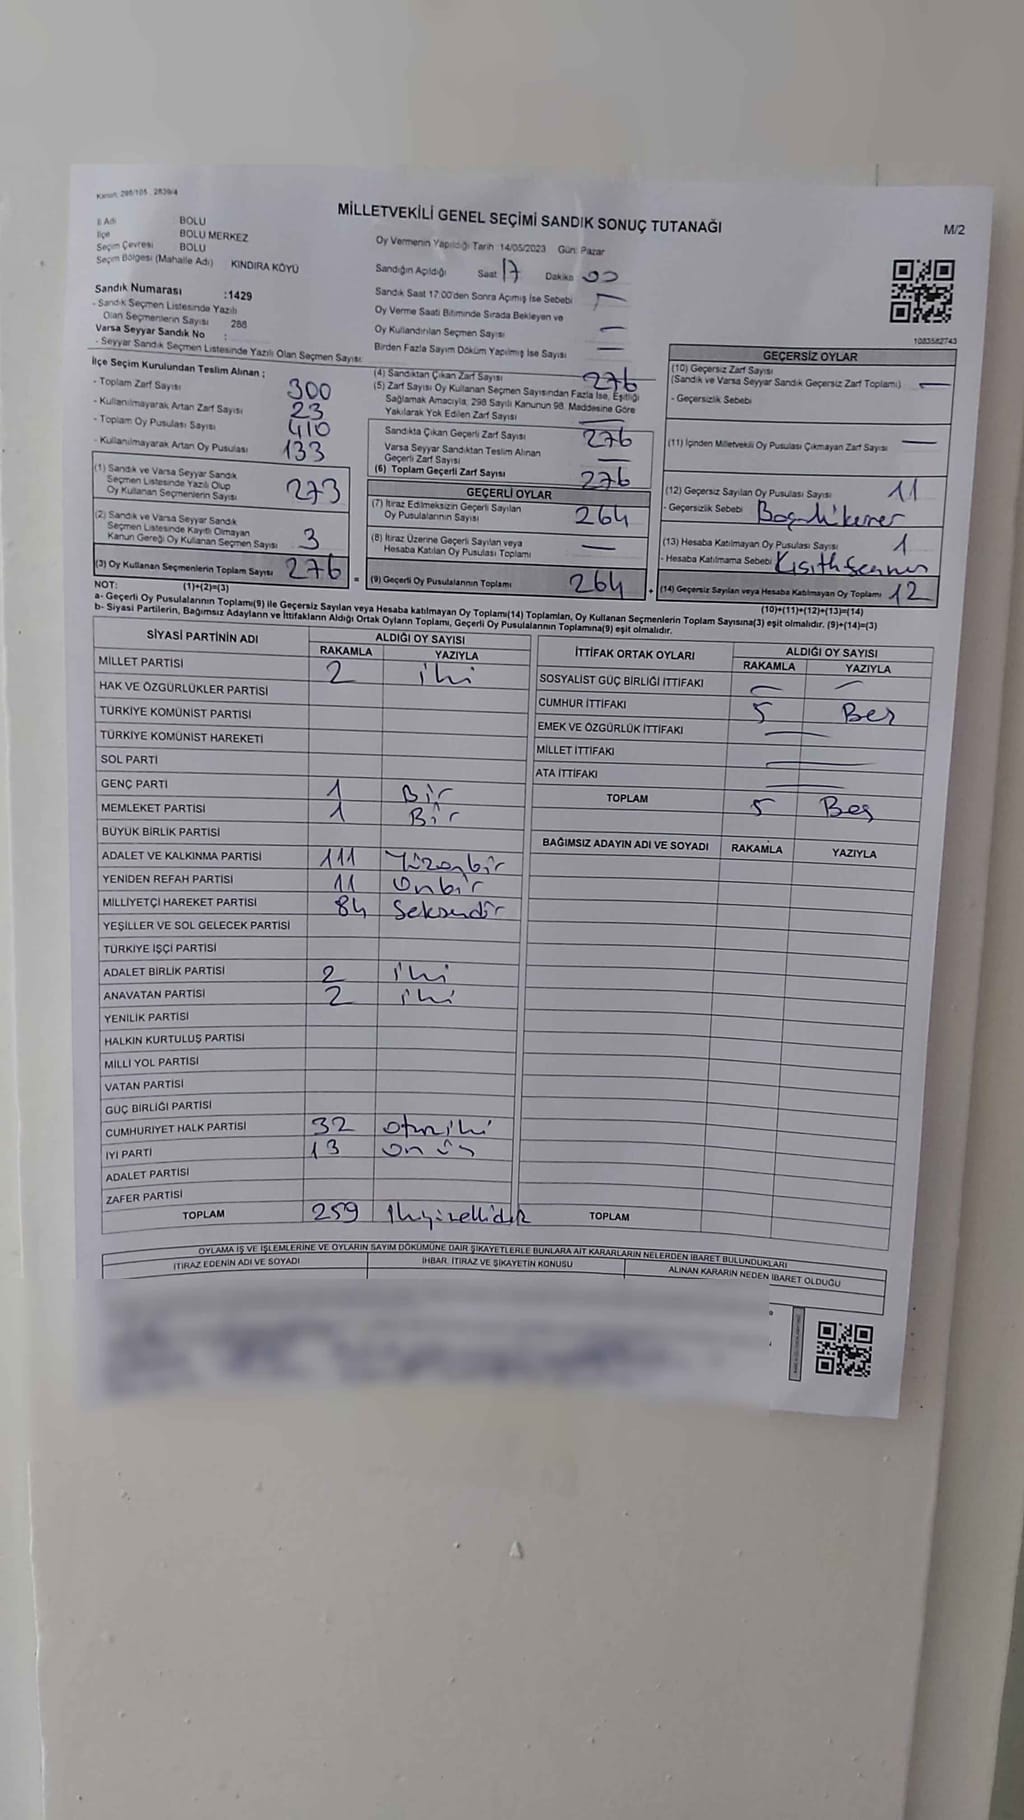 Kanun: 298/105 , 2839/4
MİLLETVEKİLİ GENEL SEÇİMİ SANDIK SONUÇ TUTANAĞI
M/2
İl Adı : BOLU
İlçe : BOLU MERKEZ
Seçim Çevresi : BOLU
Seçim Bölgesi (Mahalle Adı) KINDIRA KÖYÜ
Sandık Numarası :1429
- Sandık Seçmen Listesinde Yazılı
Olan Seçmenlerin Sayısı : 288
Varsa Seyyar Sandık No :
- Seyyar Sandık Seçmen Listesinde Yazılı Olan Seçmen Sayısı:
Oy Vermenin Yapıldığı Tarih :14/05/2023 Gün: Pazar
Sandığın Açıldığı Saat 17 Dakika 00
Sandık Saat 17:00'den Sonra Açımış İse Sebebi
Oy Verme Saati Bitiminde Sırada Bekleyen ve
Oy Kullandırılan Seçmen Sayısı —
Birden Fazla Sayım Döküm Yapılmış İse Sayısı —
1083582743
İlçe Seçim Kurulundan Teslim Alınan ;
- Toplam Zarf Sayısı 300
- Kullanılmayarak Artan Zarf Sayısı 23
- Toplam Oy Pusulası Sayısı 410
- Kullanılmayarak Artan Oy Pusulası 133
(1) Sandık ve Varsa Seyyar Sandık
Seçmen Listesinde Yazılı Olup
Oy Kullanan Seçmenlerin Sayısı 273
(2) Sandık ve Varsa Seyyar Sandık
Seçmen Listesinde Kayıtlı Olmayan
Kanun Gereği Oy Kullanan Seçmen Sayısı 3
(3) Oy Kullanan Seçmenlerin Toplam Sayısı 276
(1)+(2)=(3)
(4) Sandıktan Çıkan Zarf Sayısı 276
(5) Zarf Sayısı Oy Kullanan Seçmen Sayısından Fazla İse, Eşitliği
Sağlamak Amacıyla, 298 Sayılı Kanunun 98. Maddesine Göre
Yakılarak Yok Edilen Zarf Sayısı —
Sandıkta Çıkan Geçerli Zarf Sayısı 276
Varsa Seyyar Sandıktan Teslim Alınan
Geçerli Zarf Sayısı —
(6) Toplam Geçerli Zarf Sayısı 276
GEÇERLİ OYLAR
(7) İtiraz Edilmeksizin Geçerli Sayılan
Oy Pusulalarının Sayısı 264
(8) İtiraz Üzerine Geçerli Sayılan veya
Hesaba Katılan Oy Pusulası Toplamı —
= (9) Geçerli Oy Pusulalarının Toplamı 264 +
GEÇERSİZ OYLAR
(10) Geçersiz Zarf Sayısı
(Sandık ve Varsa Seyyar Sandık Geçersiz Zarf Toplamı) —
- Geçersizlik Sebebi
(11) İçinden Milletvekili Oy Pusulası Çıkmayan Zarf Sayısı —
(12) Geçersiz Sayılan Oy Pusulası Sayısı 11
- Geçersizlik Sebebi
(13) Hesaba Katılmayan Oy Pusulası Sayısı 1
- Hesaba Katılmama Sebebi
(14) Geçersiz Sayılan veya Hesaba Katılmayan Oy Toplamı 12
(10)+(11)+(12)+(13)=(14)
NOT:
a- Geçerli Oy Pusulalarının Toplamı(9) ile Geçersiz Sayılan veya Hesaba katılmayan Oy Toplamı(14) Toplamları, Oy Kullanan Seçmenlerin Toplam Sayısına(3) eşit olmalıdır. (9)+(14)=(3)
b- Siyasi Partilerin, Bağımsız Adayların ve İttifakların Aldığı Ortak Oyların Toplamı, Geçerli Oy Pusulalarının Toplamına(9) eşit olmalıdır.
SİYASİ PARTİNİN ADI ALDIĞI OY SAYISI
RAKAMLA YAZIYLA
MİLLET PARTİSİ 2 iki
HAK VE ÖZGÜRLÜKLER PARTİSİ
TÜRKİYE KOMÜNİST PARTİSİ
TÜRKİYE KOMÜNİST HAREKETİ
SOL PARTİ
GENÇ PARTİ 1 Bir
MEMLEKET PARTİSİ 1 Bir
BÜYÜK BİRLİK PARTİSİ
ADALET VE KALKINMA PARTİSİ 111 Yüzonbir
YENİDEN REFAH PARTİSİ 11 Onbir
MİLLİYETÇİ HAREKET PARTİSİ 84 Seksendör
YEŞİLLER VE SOL GELECEK PARTİSİ
TÜRKİYE İŞÇİ PARTİSİ
ADALET BİRLİK PARTİSİ 2 iki
ANAVATAN PARTİSİ 2 iki
YENİLİK PARTİSİ
HALKIN KURTULUŞ PARTİSİ
MİLLİ YOL PARTİSİ
VATAN PARTİSİ
GÜÇ BİRLİĞİ PARTİSİ
CUMHURİYET HALK PARTİSİ 32 otuziki
İYİ PARTİ 13 on üç
ADALET PARTİSİ
ZAFER PARTİSİ
TOPLAM 259 ikiyüzellidokuz
İTTİFAK ORTAK OYLARI ALDIĞI OY SAYISI
RAKAMLA YAZIYLA
SOSYALİST GÜÇ BİRLİĞİ İTTİFAKI — —
CUMHUR İTTİFAKI 5 Beş
EMEK VE ÖZGÜRLÜK İTTİFAKI —
MİLLET İTTİFAKI —
ATA İTTİFAKI —
TOPLAM 5 Beş
BAĞIMSIZ ADAYIN ADI VE SOYADI RAKAMLA YAZIYLA
TOPLAM
OYLAMA İŞ VE İŞLEMLERİNE VE OYLARIN SAYIM DÖKÜMÜNE DAİR ŞİKAYETLERLE BUNLARA AİT KARARLARIN NELERDEN İBARET BULUNDUKLARI
İTİRAZ EDENİN ADI VE SOYADI İHBAR, İTİRAZ VE ŞİKAYETİN KONUSU ALINAN KARARIN NEDEN İBARET OLDUĞU